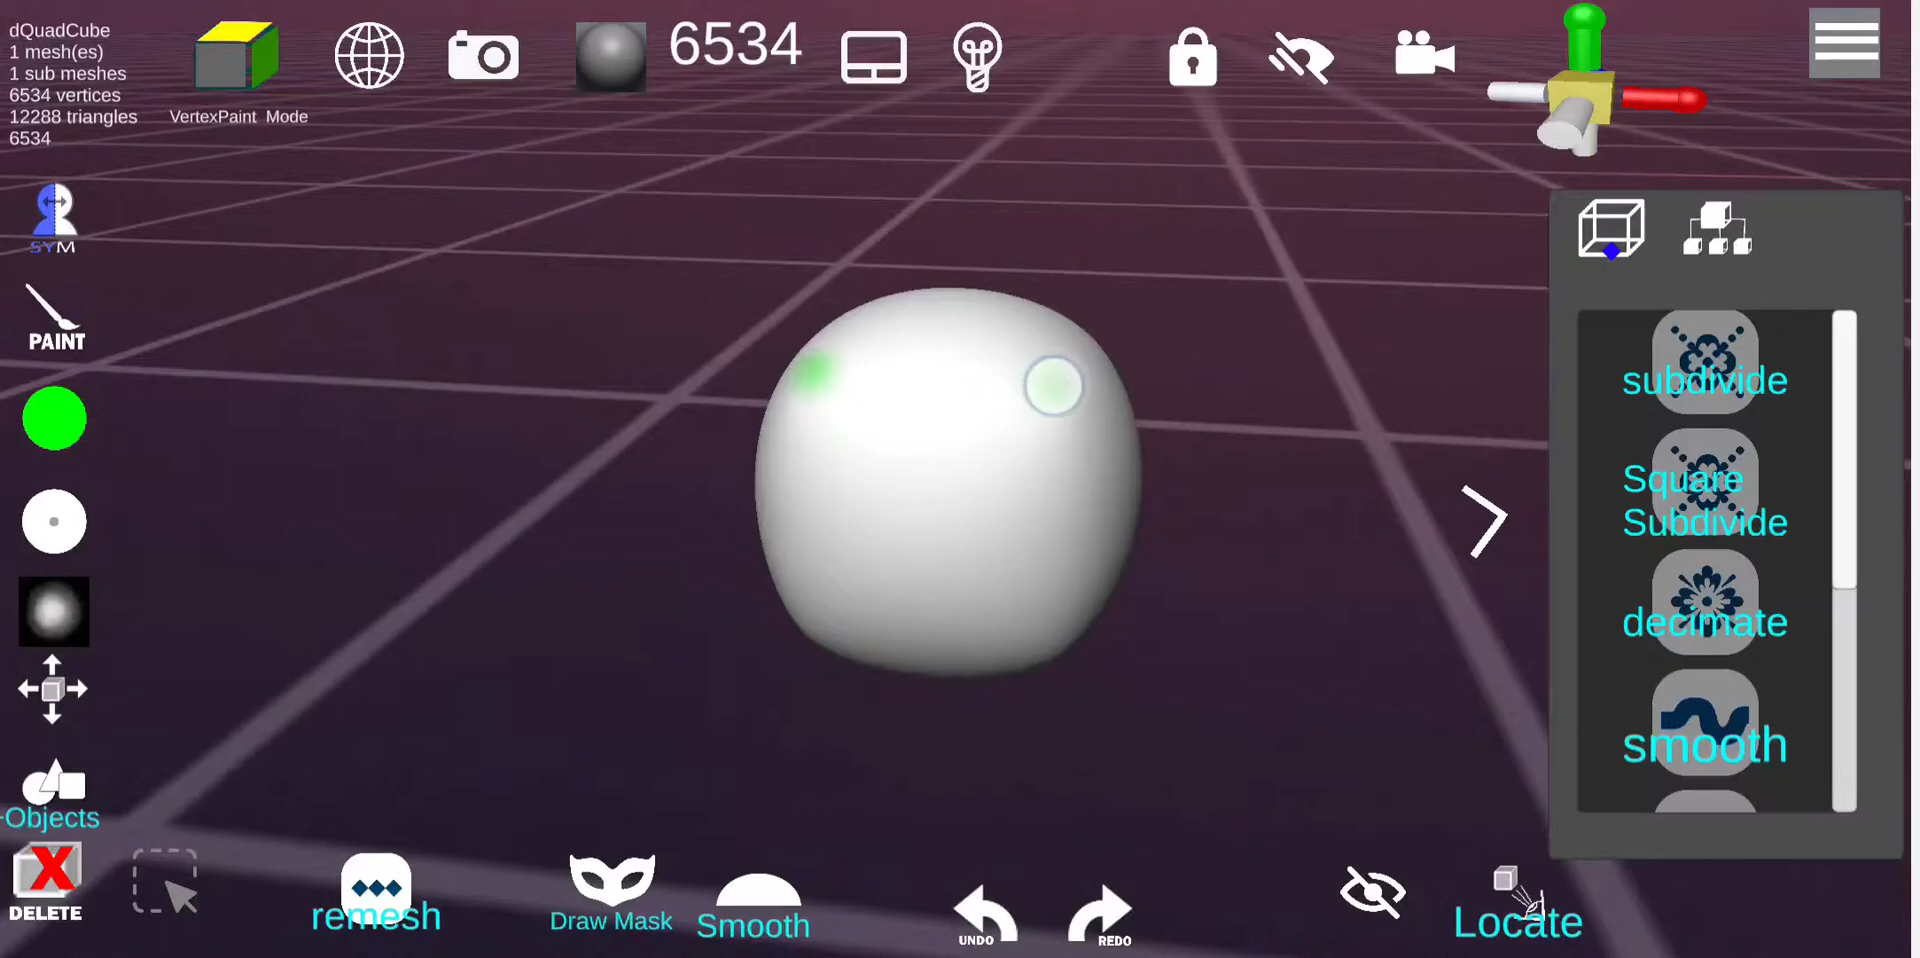 dQuadCube
1 mesh(es)
1 sub meshes
6534 vertices
12288 triangles
6534
VertexPaint Mode
6534
SYM
PAINT
-Objects
DELETE
remesh
Draw Mask
Smooth
UNDO
REDO
Locate
subdivide
Square
Subdivide
decimate
smooth